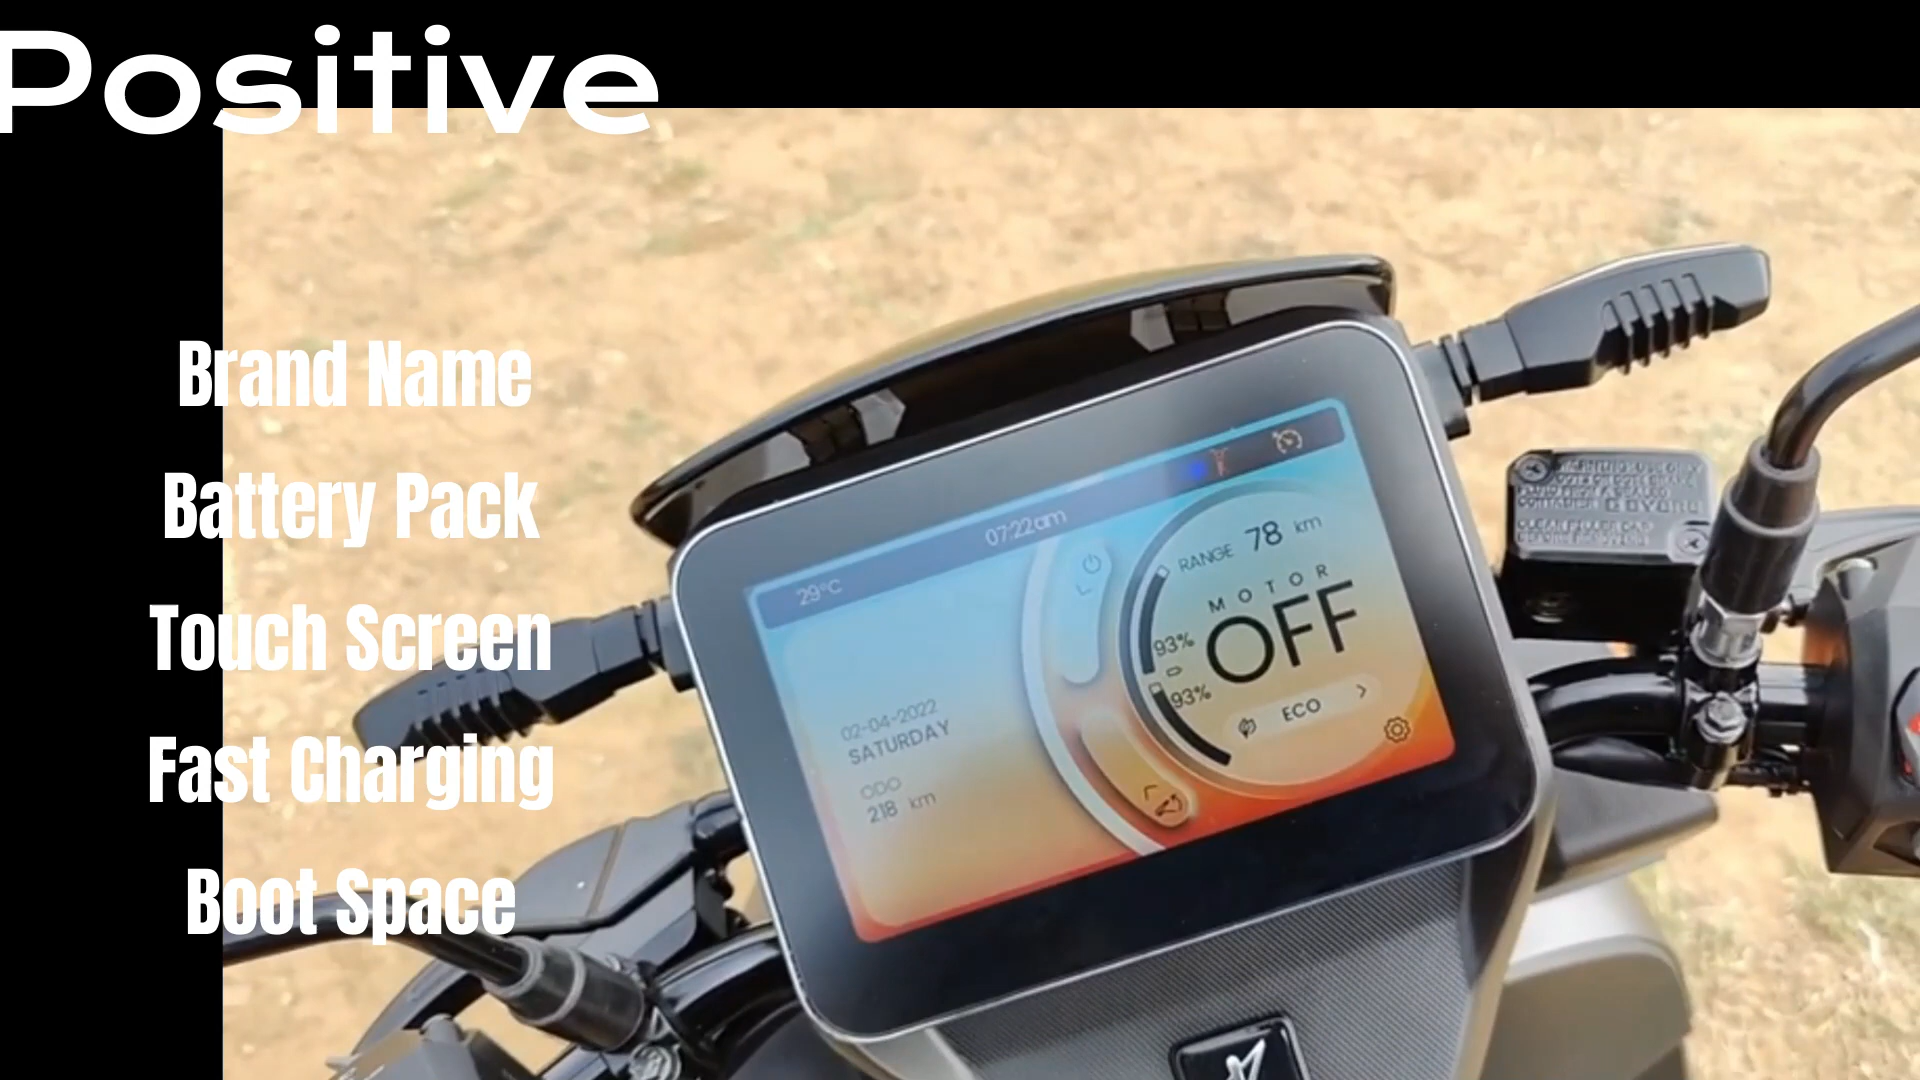 Positive
Brand Name
Battery Pack
Touch Screen
Fast Charging
Boot Space
29°C
07:22am
RANGE 78 km
MOTOR
OFF
93%
93%
ECO
02-04-2022
SATURDAY
ODO
218 km